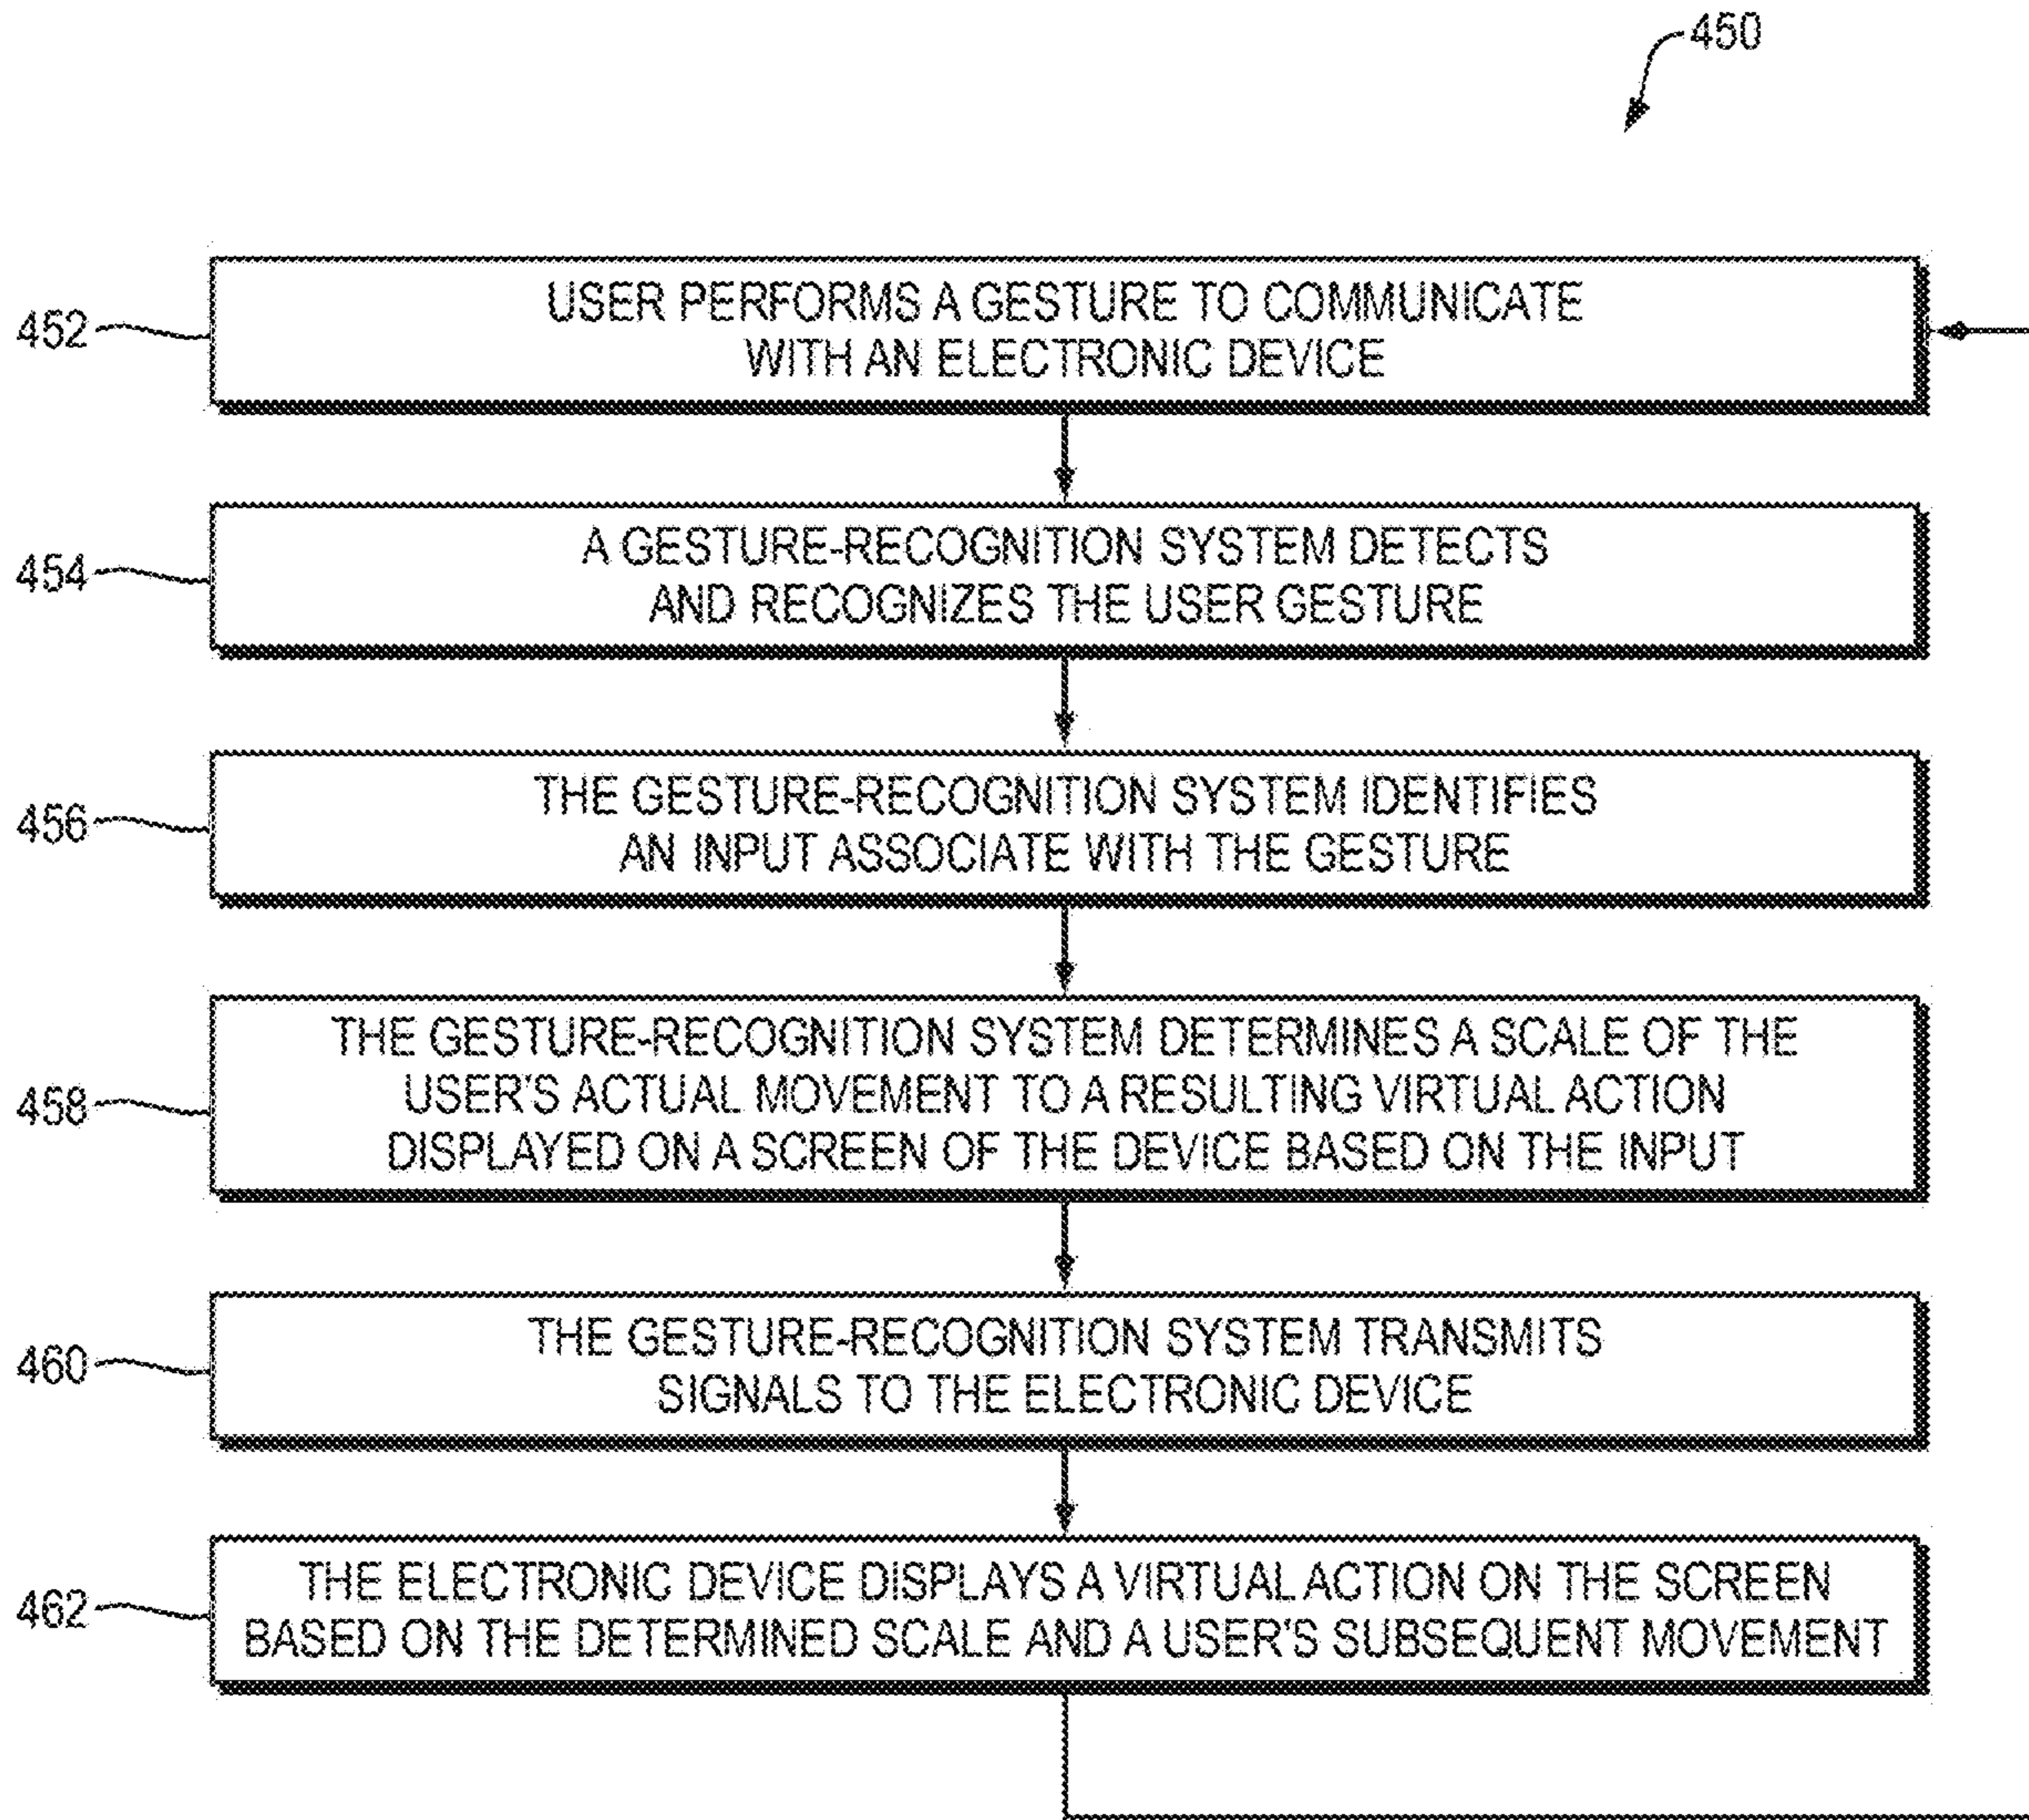 450
452
USER PERFORMS A GESTURE TO COMMUNICATE
WITH AN ELECTRONIC DEVICE
454
A GESTURE-RECOGNITION SYSTEM DETECTS
AND RECOGNIZES THE USER GESTURE
456
THE GESTURE-RECOGNITION SYSTEM IDENTIFIES
AN INPUT ASSOCIATE WITH THE GESTURE
458
THE GESTURE-RECOGNITION SYSTEM DETERMINES A SCALE OF THE
USER'S ACTUAL MOVEMENT TO A RESULTING VIRTUAL ACTION
DISPLAYED ON A SCREEN OF THE DEVICE BASED ON THE INPUT
460
THE GESTURE-RECOGNITION SYSTEM TRANSMITS
SIGNALS TO THE ELECTRONIC DEVICE
462
THE ELECTRONIC DEVICE DISPLAYS A VIRTUAL ACTION ON THE SCREEN
BASED ON THE DETERMINED SCALE AND A USER'S SUBSEQUENT MOVEMENT